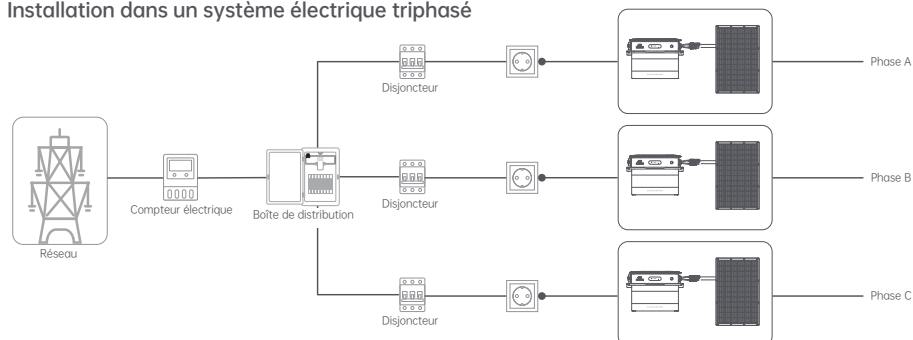 Installation dans un système électrique triphasé
Disjoncteur
Phase A
Réseau
Compteur électrique
Boîte de distribution
Disjoncteur
Phase B
Disjoncteur
Phase C